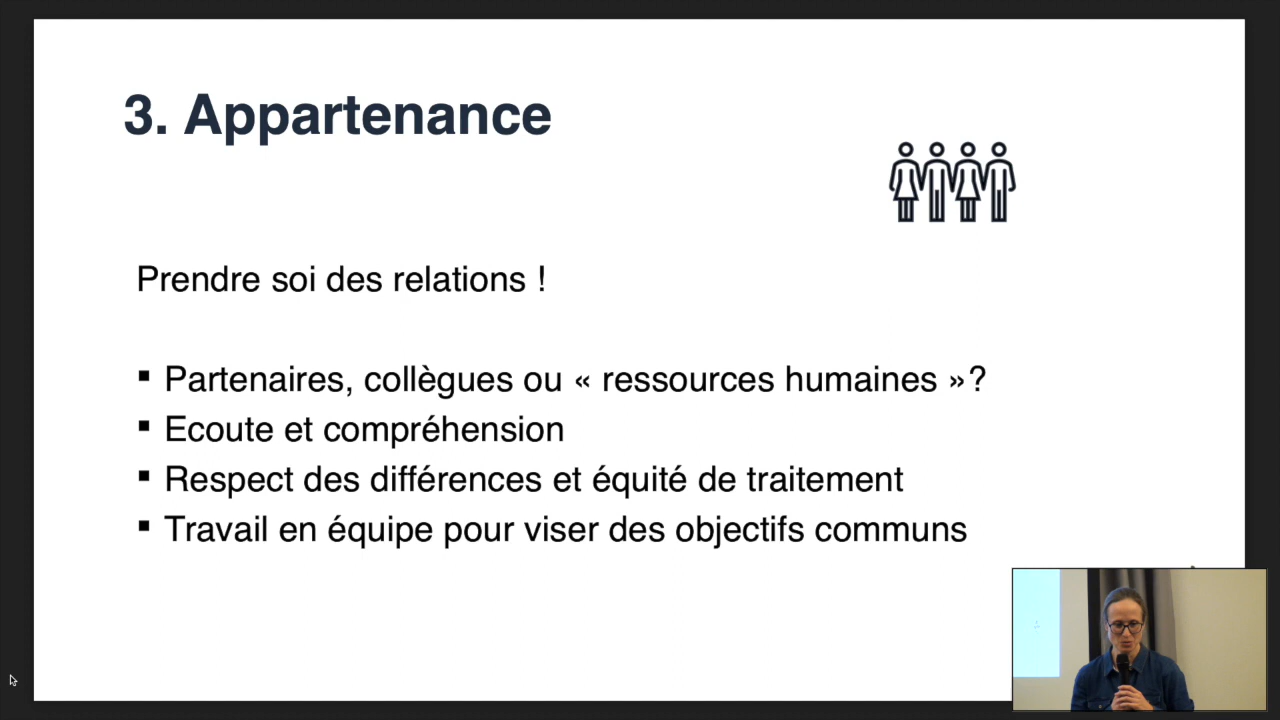 3. Appartenance
Prendre soi des relations !
▪ Partenaires, collègues ou « ressources humaines »?
▪ Ecoute et compréhension
▪ Respect des différences et équité de traitement
▪ Travail en équipe pour viser des objectifs communs